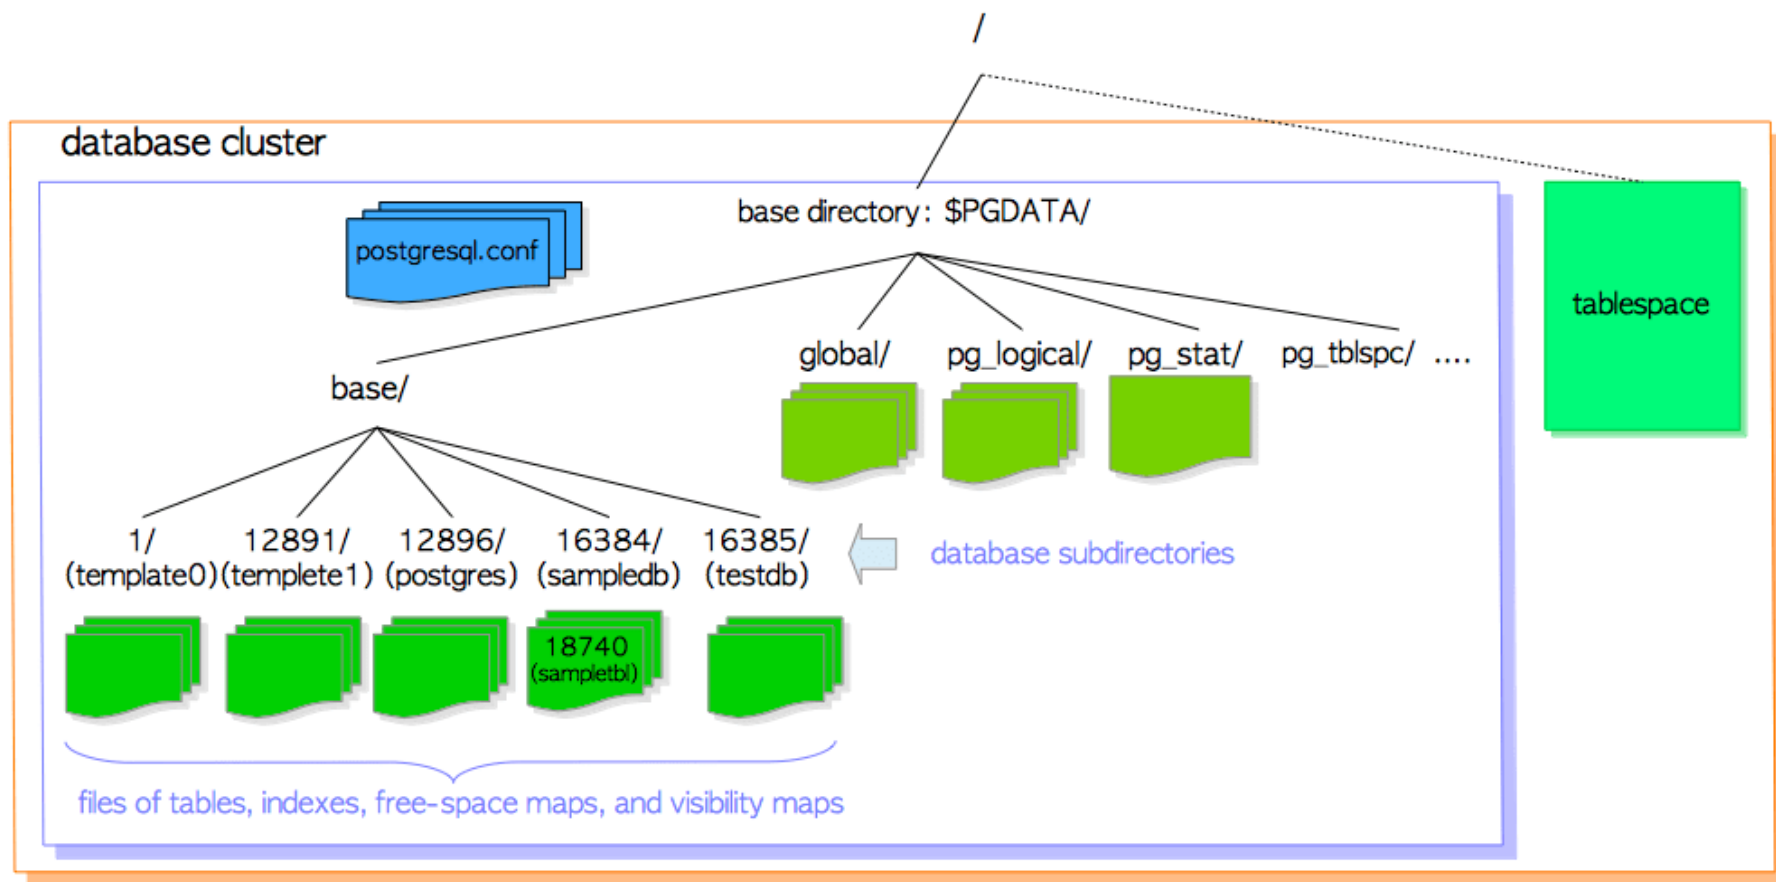 /
database cluster
base directory: $PGDATA/
postgresql.conf
tablespace
global/ pg_logical/ pg_stat/ pg_tblspc/ ....
base/
1/ 12891/ 12896/ 16384/ 16385/
(template0) (templete1) (postgres) (sampledb) (testdb)
database subdirectories
18740
(sampletbl)
files of tables, indexes, free-space maps, and visibility maps